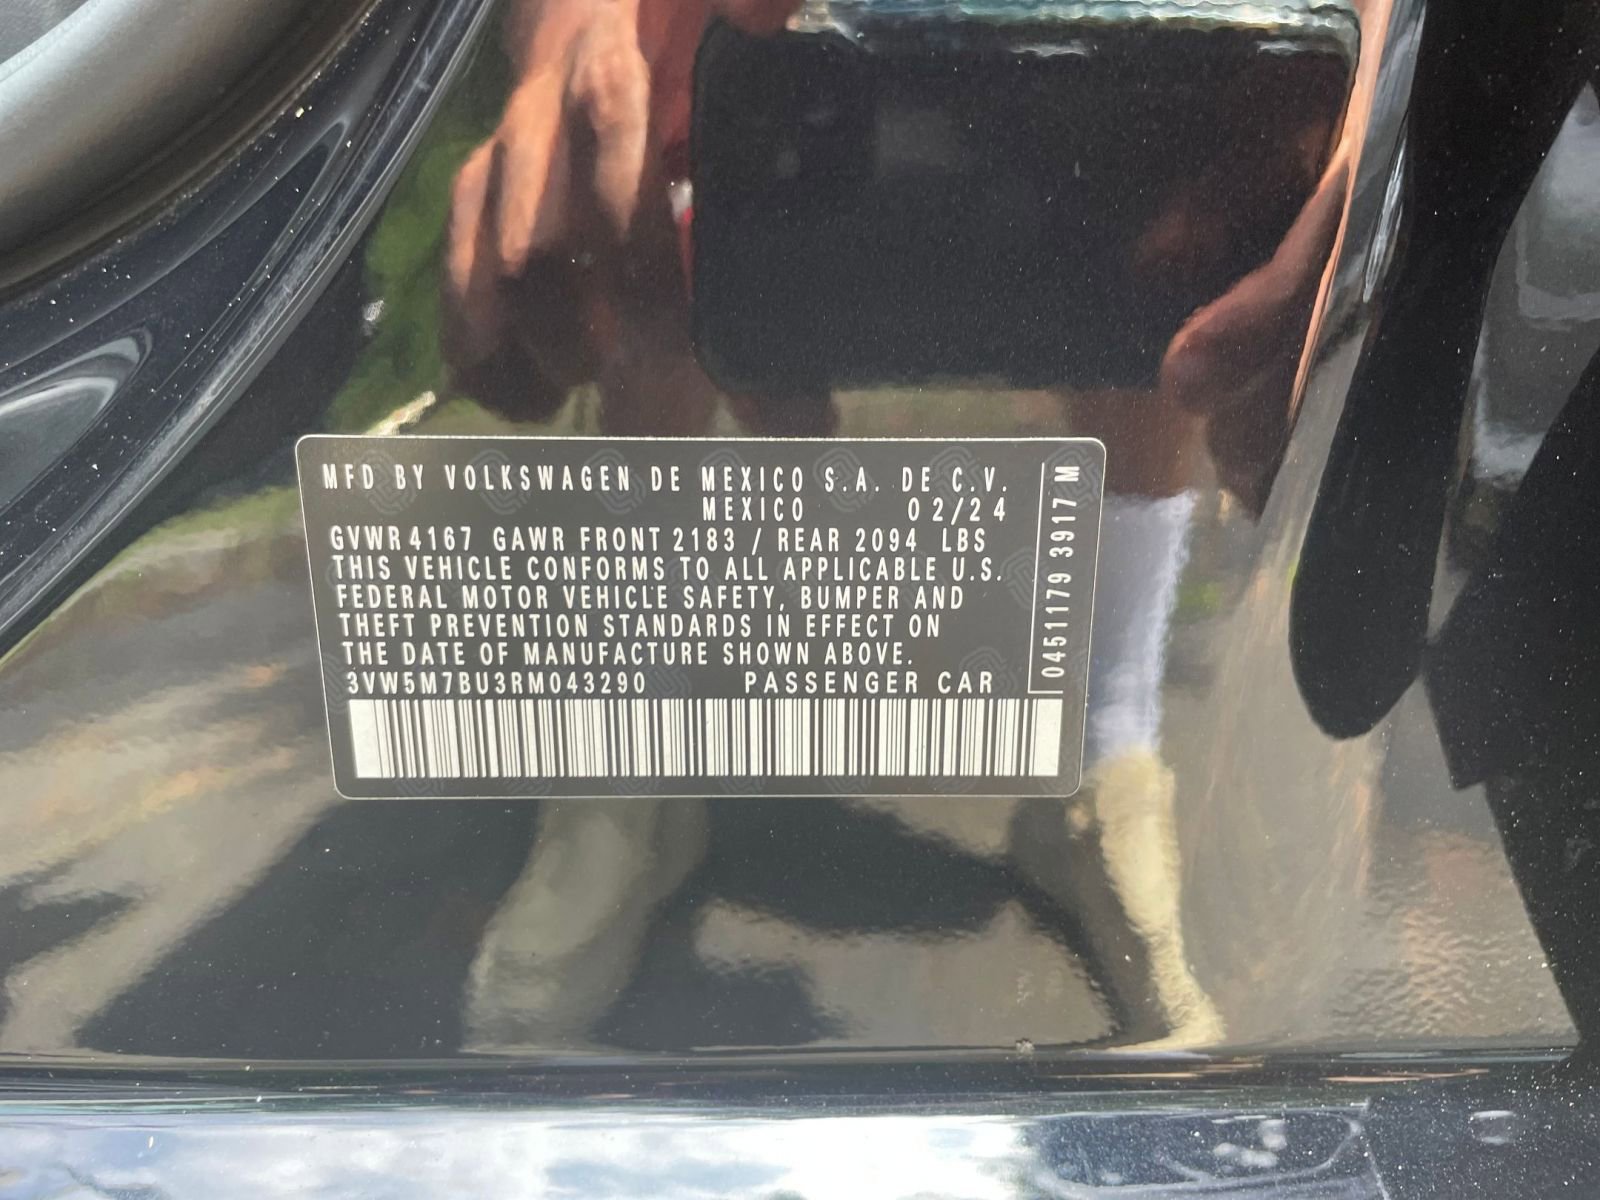 MFD BY VOLKSWAGEN DE MEXICO S.A. DE C.V.
MEXICO 02/24
GVWR 4167 GAWR FRONT 2183 / REAR 2094 LBS
THIS VEHICLE CONFORMS TO ALL APPLICABLE U.S.
FEDERAL MOTOR VEHICLE SAFETY, BUMPER AND
THEFT PREVENTION STANDARDS IN EFFECT ON
THE DATE OF MANUFACTURE SHOWN ABOVE.
3VW5M7BU3RM043290 PASSENGER CAR
0451179 3917 M